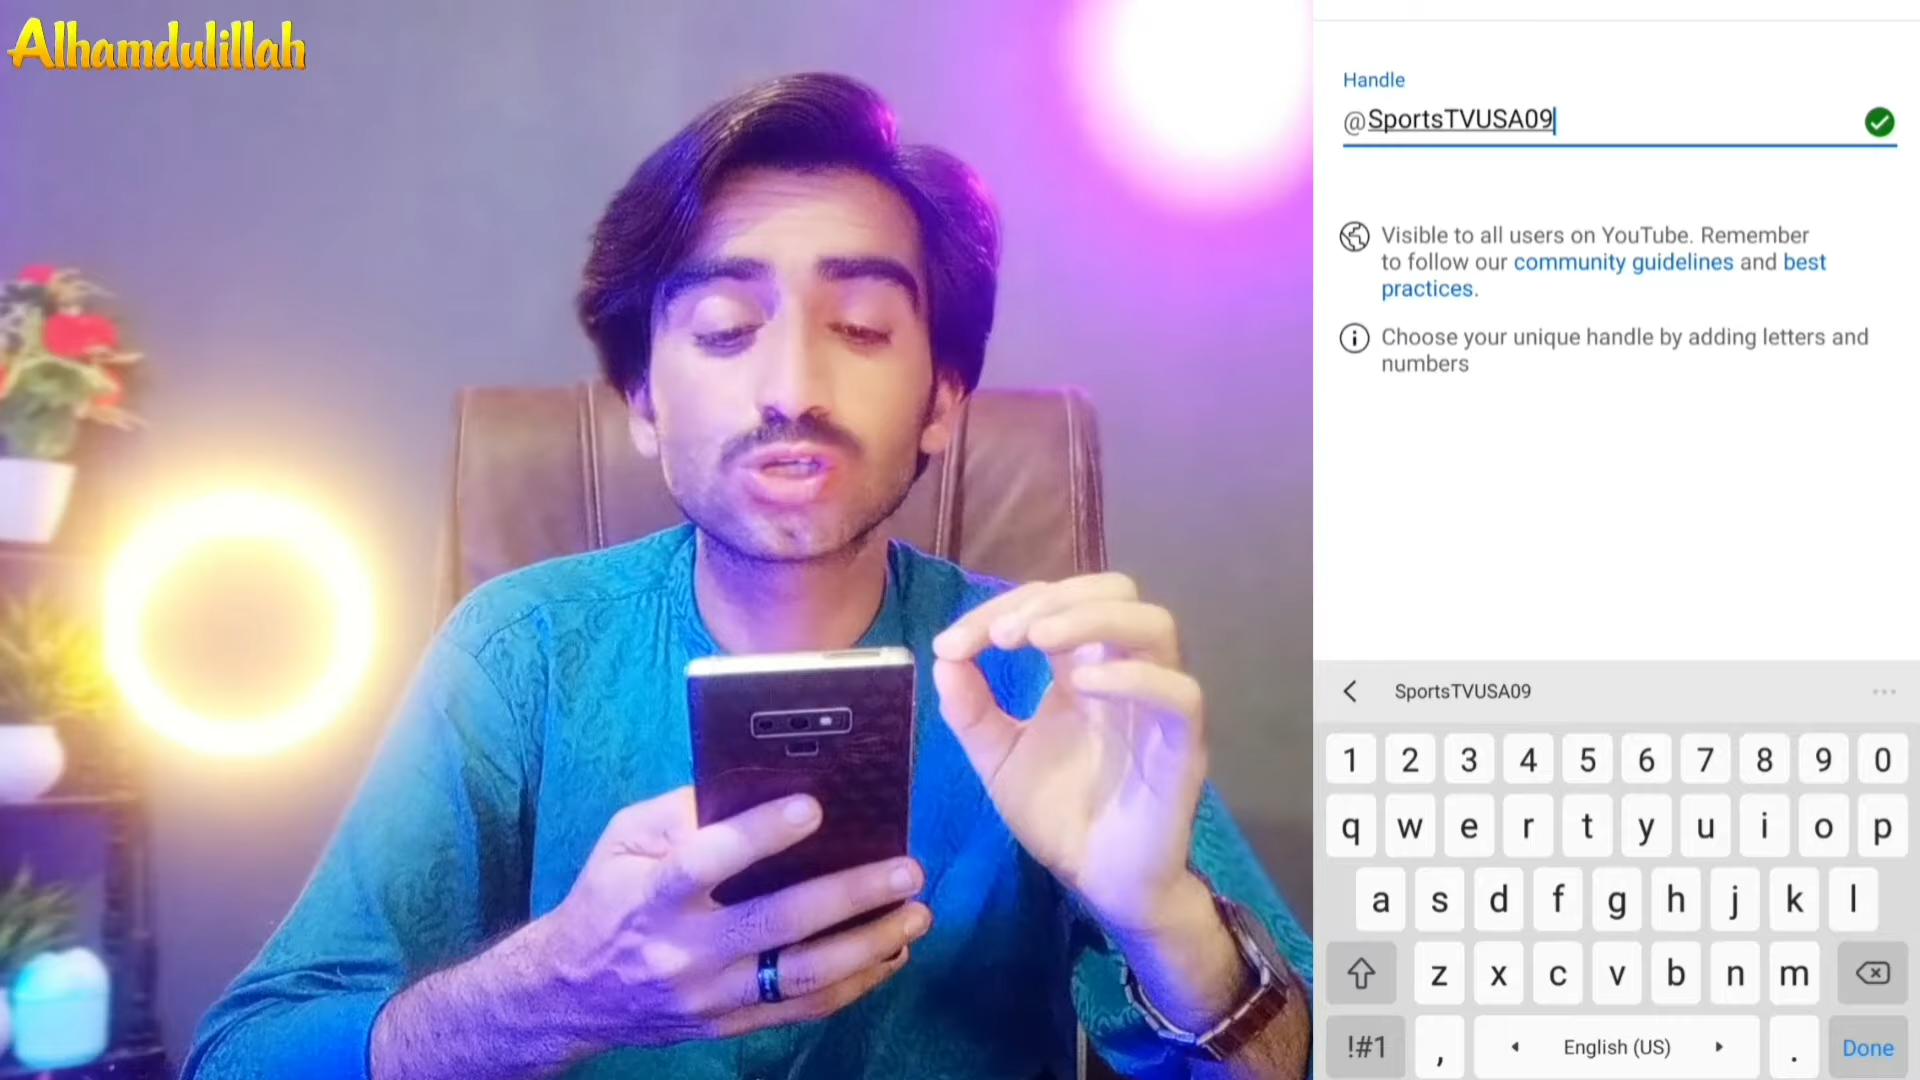 Alhamdulillah
Handle
@SportsTVUSA09
Visible to all users on YouTube. Remember
to follow our community guidelines and best
practices.
Choose your unique handle by adding letters and
numbers
SportsTVUSA09
1 2 3 4 5 6 7 8 9 0
q w e r t y u i o p
a s d f g h j k l
z x c v b n m
!#1 , English (US) . Done